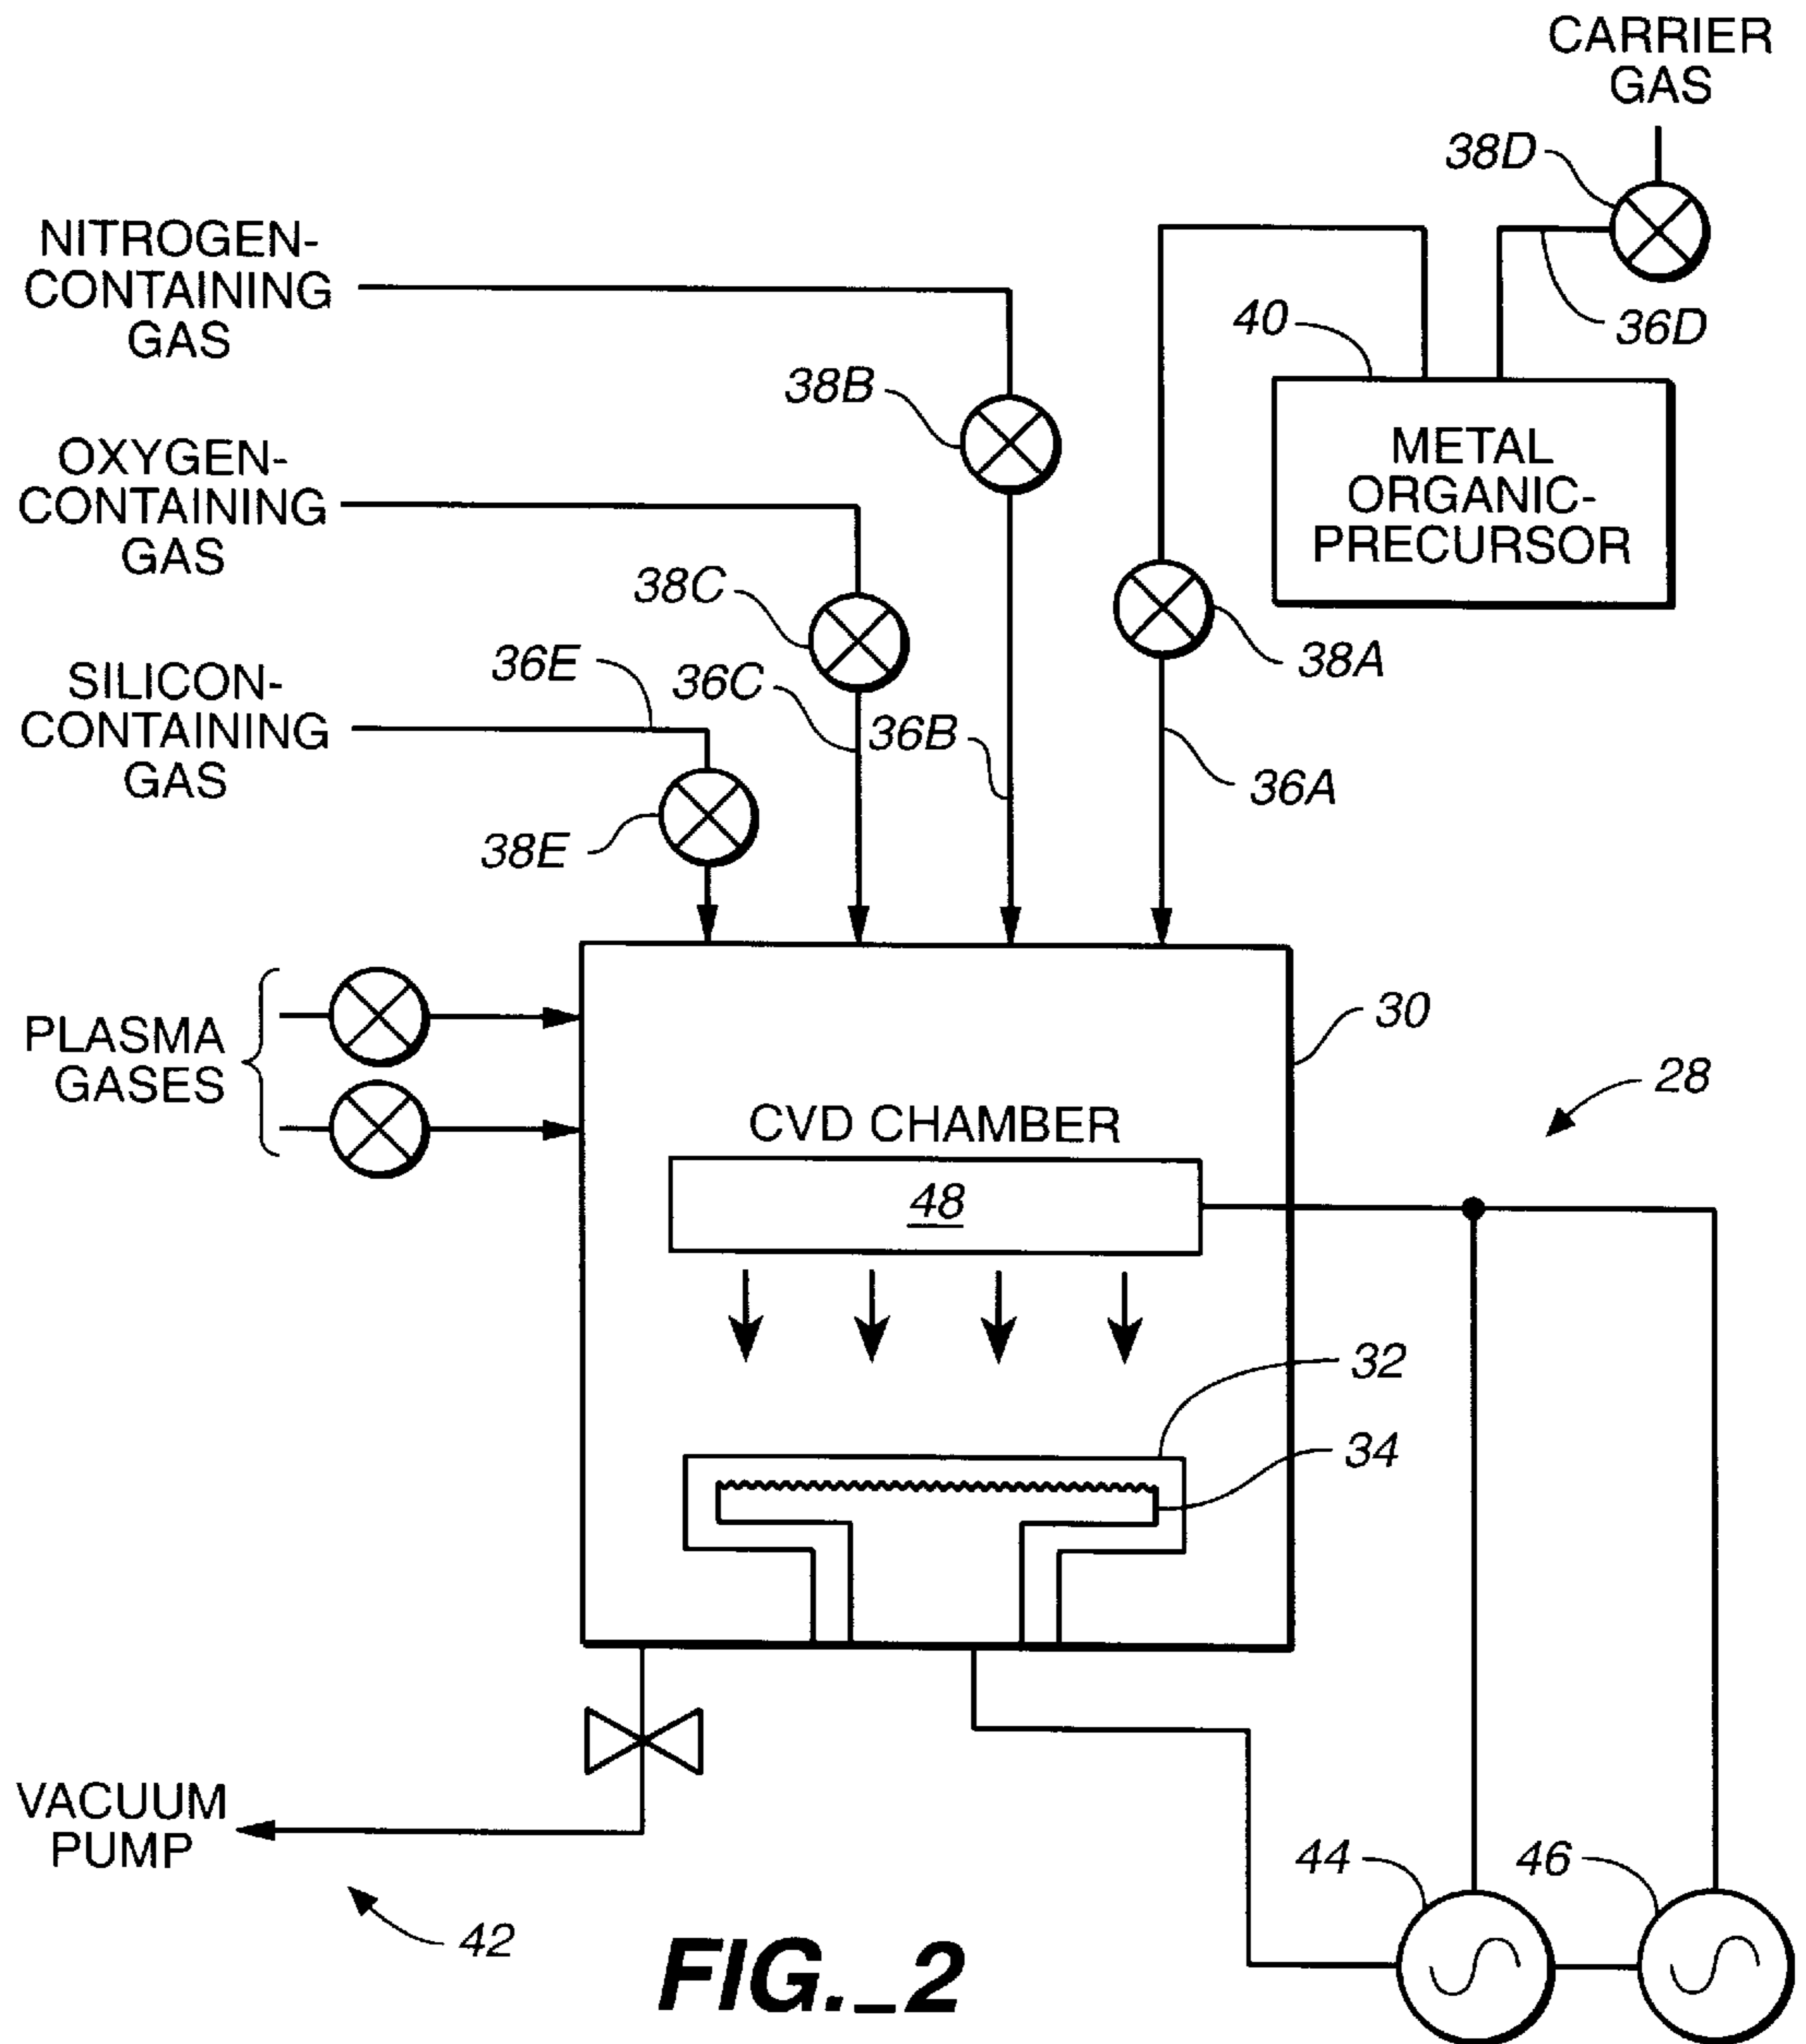 CARRIER
GAS
38D
NITROGEN-
CONTAINING
GAS
36D
40
38B
METAL
ORGANIC-
PRECURSOR
OXYGEN-
CONTAINING
GAS
38C
38A
SILICON-
CONTAINING
GAS
36E
36C
36B
36A
38E
30
PLASMA
GASES
28
CVD CHAMBER
48
32
34
VACUUM
PUMP
44
46
42
FIG._2